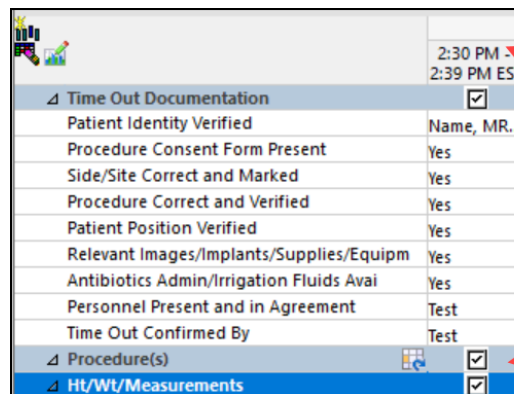 2:30 PM -
2:39 PM ES
Time Out Documentation
Patient Identity Verified Name, MR.
Procedure Consent Form Present Yes
Side/Site Correct and Marked Yes
Procedure Correct and Verified Yes
Patient Position Verified Yes
Relevant Images/Implants/Supplies/Equipm Yes
Antibiotics Admin/Irrigation Fluids Avai Yes
Personnel Present and in Agreement Test
Time Out Confirmed By Test
Procedure(s)
Ht/Wt/Measurements